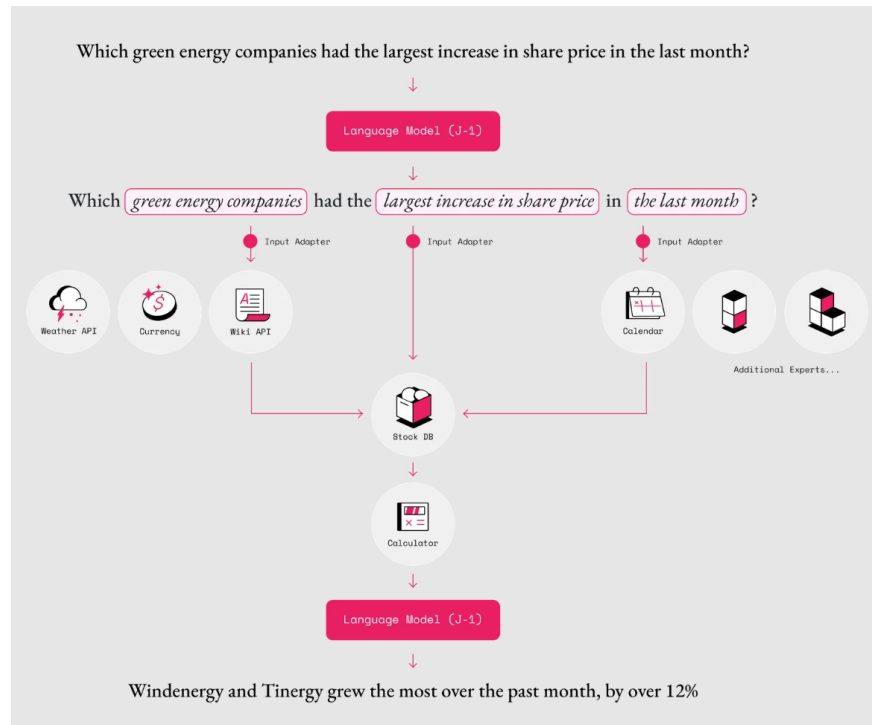 Which green energy companies had the largest increase in share price in the last month?
Language Model (J-1)
Which green energy companies had the largest increase in share price in the last month ?
Input Adapter Input Adapter Input Adapter
Weather API Currency Wiki API Calendar
Additional Experts...
Stock DB
Calculator
Language Model (J-1)
Windenergy and Tinergy grew the most over the past month, by over 12%